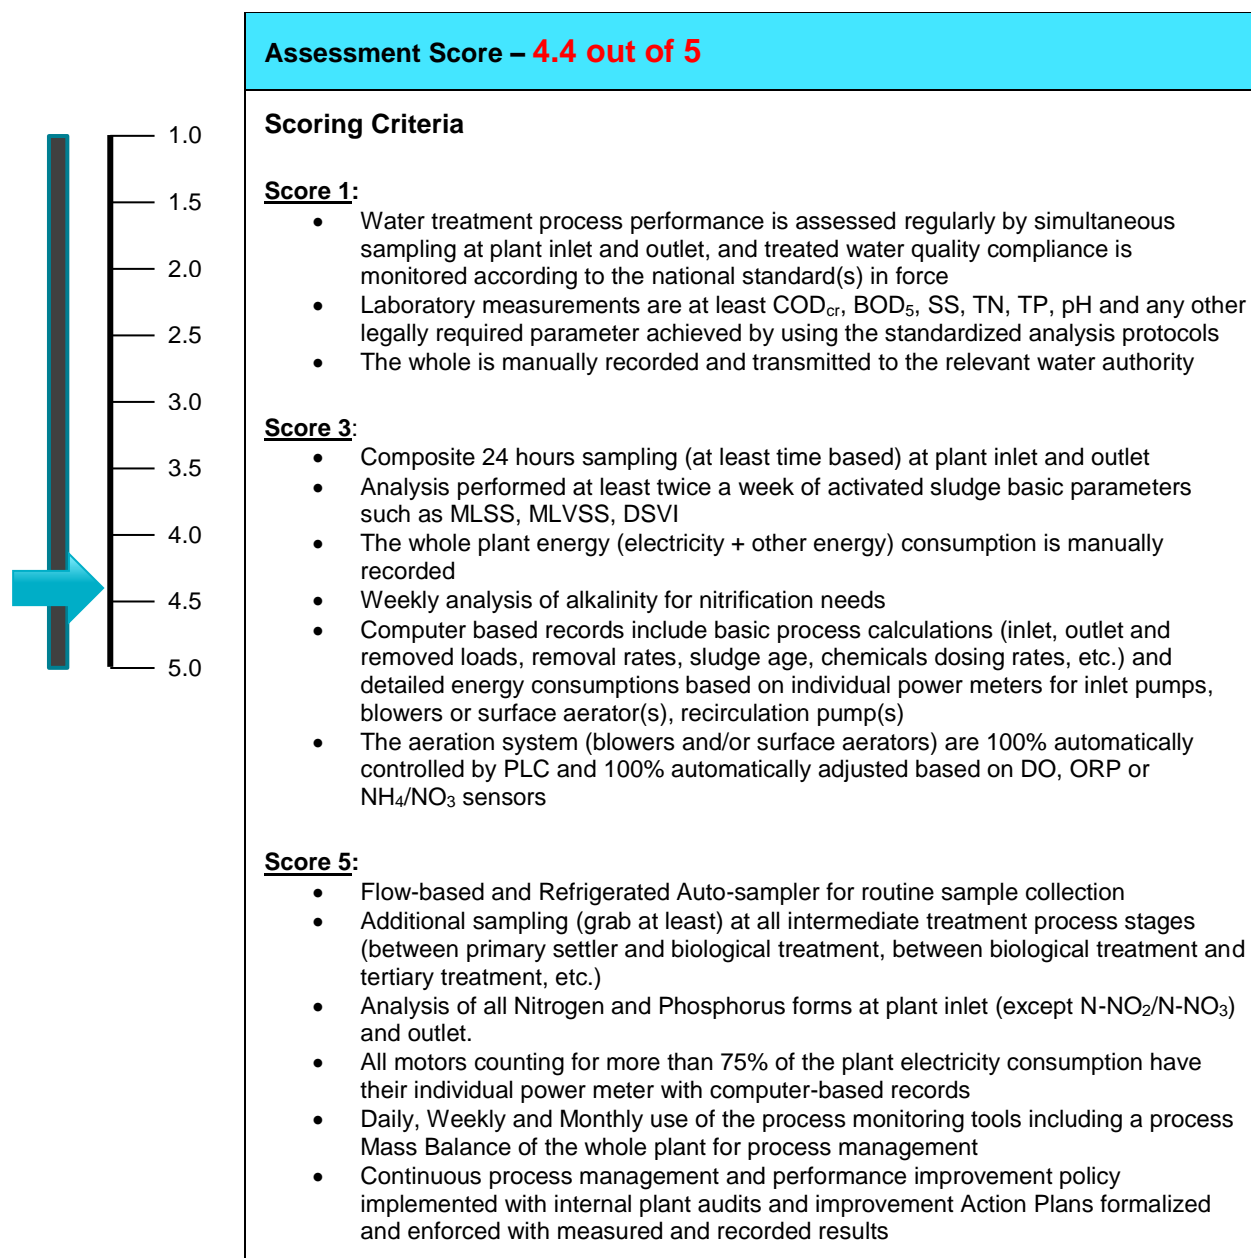 Assessment Score – 4.4 out of 5
1.0
1.5
2.0
2.5
3.0
3.5
4.0
4.5
5.0
Scoring Criteria
Score 1:
• Water treatment process performance is assessed regularly by simultaneous
sampling at plant inlet and outlet, and treated water quality compliance is
monitored according to the national standard(s) in force
• Laboratory measurements are at least CODcr, BOD5, SS, TN, TP, pH and any other
legally required parameter achieved by using the standardized analysis protocols
• The whole is manually recorded and transmitted to the relevant water authority
Score 3:
• Composite 24 hours sampling (at least time based) at plant inlet and outlet
• Analysis performed at least twice a week of activated sludge basic parameters
such as MLSS, MLVSS, DSVI
• The whole plant energy (electricity + other energy) consumption is manually
recorded
• Weekly analysis of alkalinity for nitrification needs
• Computer based records include basic process calculations (inlet, outlet and
removed loads, removal rates, sludge age, chemicals dosing rates, etc.) and
detailed energy consumptions based on individual power meters for inlet pumps,
blowers or surface aerator(s), recirculation pump(s)
• The aeration system (blowers and/or surface aerators) are 100% automatically
controlled by PLC and 100% automatically adjusted based on DO, ORP or
NH4/NO3 sensors
Score 5:
• Flow-based and Refrigerated Auto-sampler for routine sample collection
• Additional sampling (grab at least) at all intermediate treatment process stages
(between primary settler and biological treatment, between biological treatment and
tertiary treatment, etc.)
• Analysis of all Nitrogen and Phosphorus forms at plant inlet (except N-NO2/N-NO3)
and outlet.
• All motors counting for more than 75% of the plant electricity consumption have
their individual power meter with computer-based records
• Daily, Weekly and Monthly use of the process monitoring tools including a process
Mass Balance of the whole plant for process management
• Continuous process management and performance improvement policy
implemented with internal plant audits and improvement Action Plans formalized
and enforced with measured and recorded results